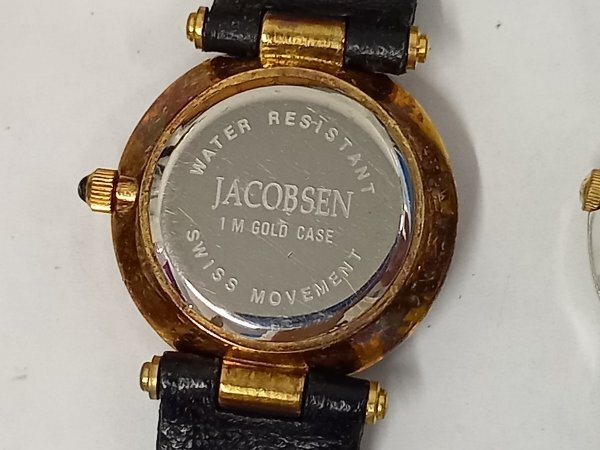 WATER RESISTANT
JACOBSEN
1 M GOLD CASE
SWISS MOVEMENT